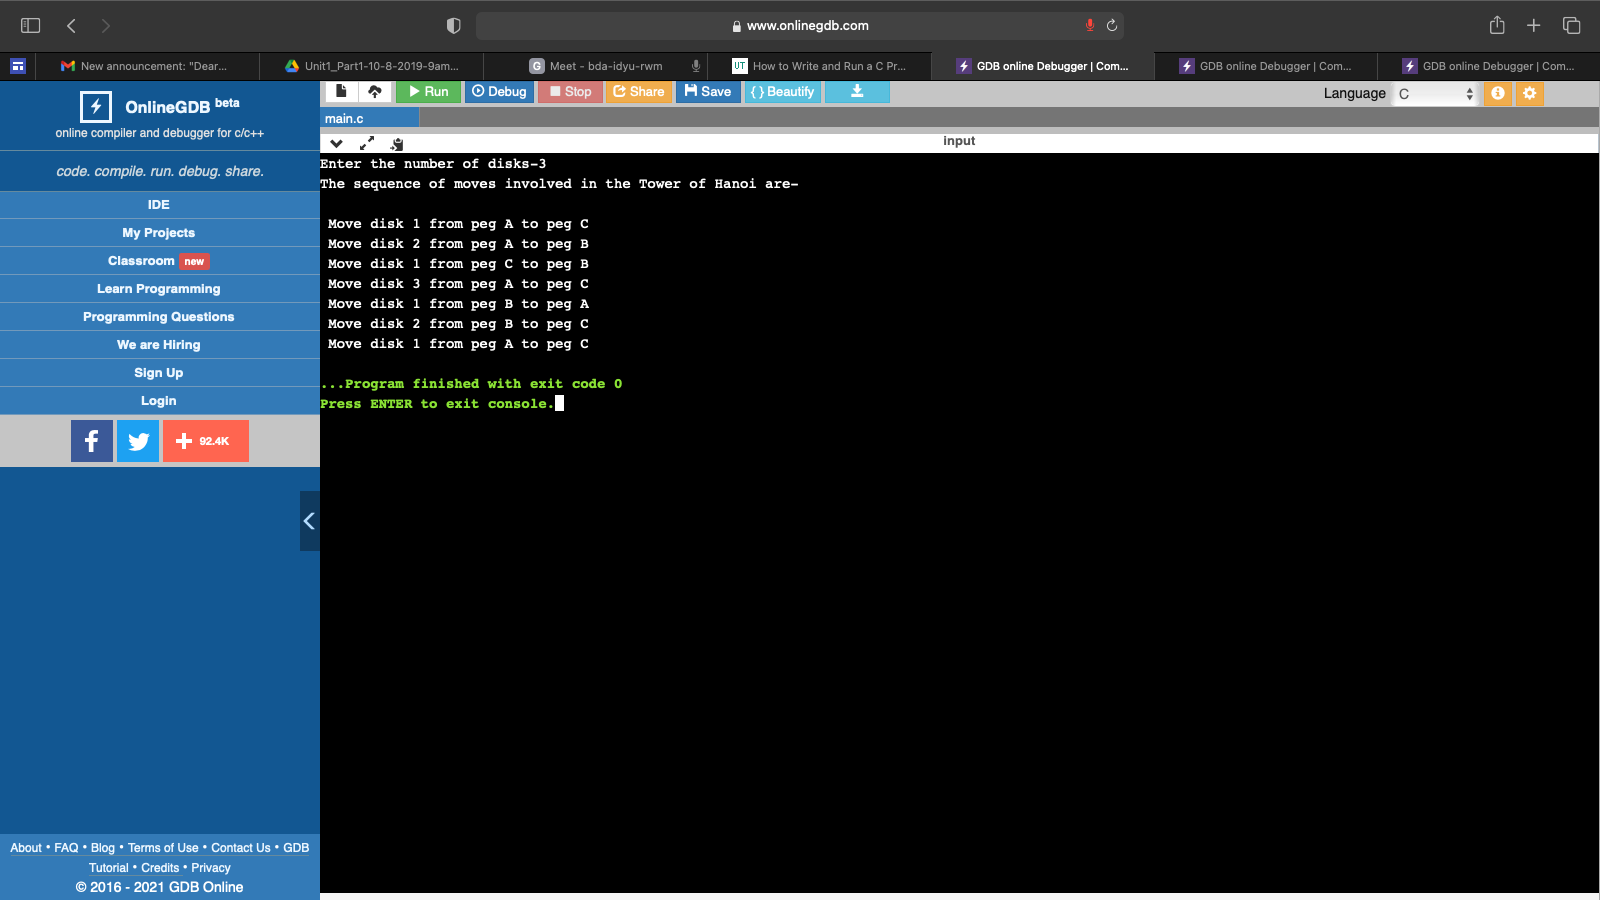 www.onlinegdb.com
New announcement: "Dear...
Unit1_Part1-10-8-2019-9am...
G Meet - bda-idyu-rwm
UT How to Write and Run a C Pr...
GDB online Debugger | Com...
GDB online Debugger | Com...
GDB online Debugger | Com...
OnlineGDB beta
online compiler and debugger for c/c++
code. compile. run. debug. share.
IDE
My Projects
Classroom new
Learn Programming
Programming Questions
We are Hiring
Sign Up
Login
f + 92.4K
About • FAQ • Blog • Terms of Use • Contact Us • GDB
Tutorial • Credits • Privacy
© 2016 - 2021 GDB Online
Run Debug Stop Share Save { } Beautify
Language C
main.c
input
Enter the number of disks-3
The sequence of moves involved in the Tower of Hanoi are-
Move disk 1 from peg A to peg C
Move disk 2 from peg A to peg B
Move disk 1 from peg C to peg B
Move disk 3 from peg A to peg C
Move disk 1 from peg B to peg A
Move disk 2 from peg B to peg C
Move disk 1 from peg A to peg C
...Program finished with exit code 0
Press ENTER to exit console.